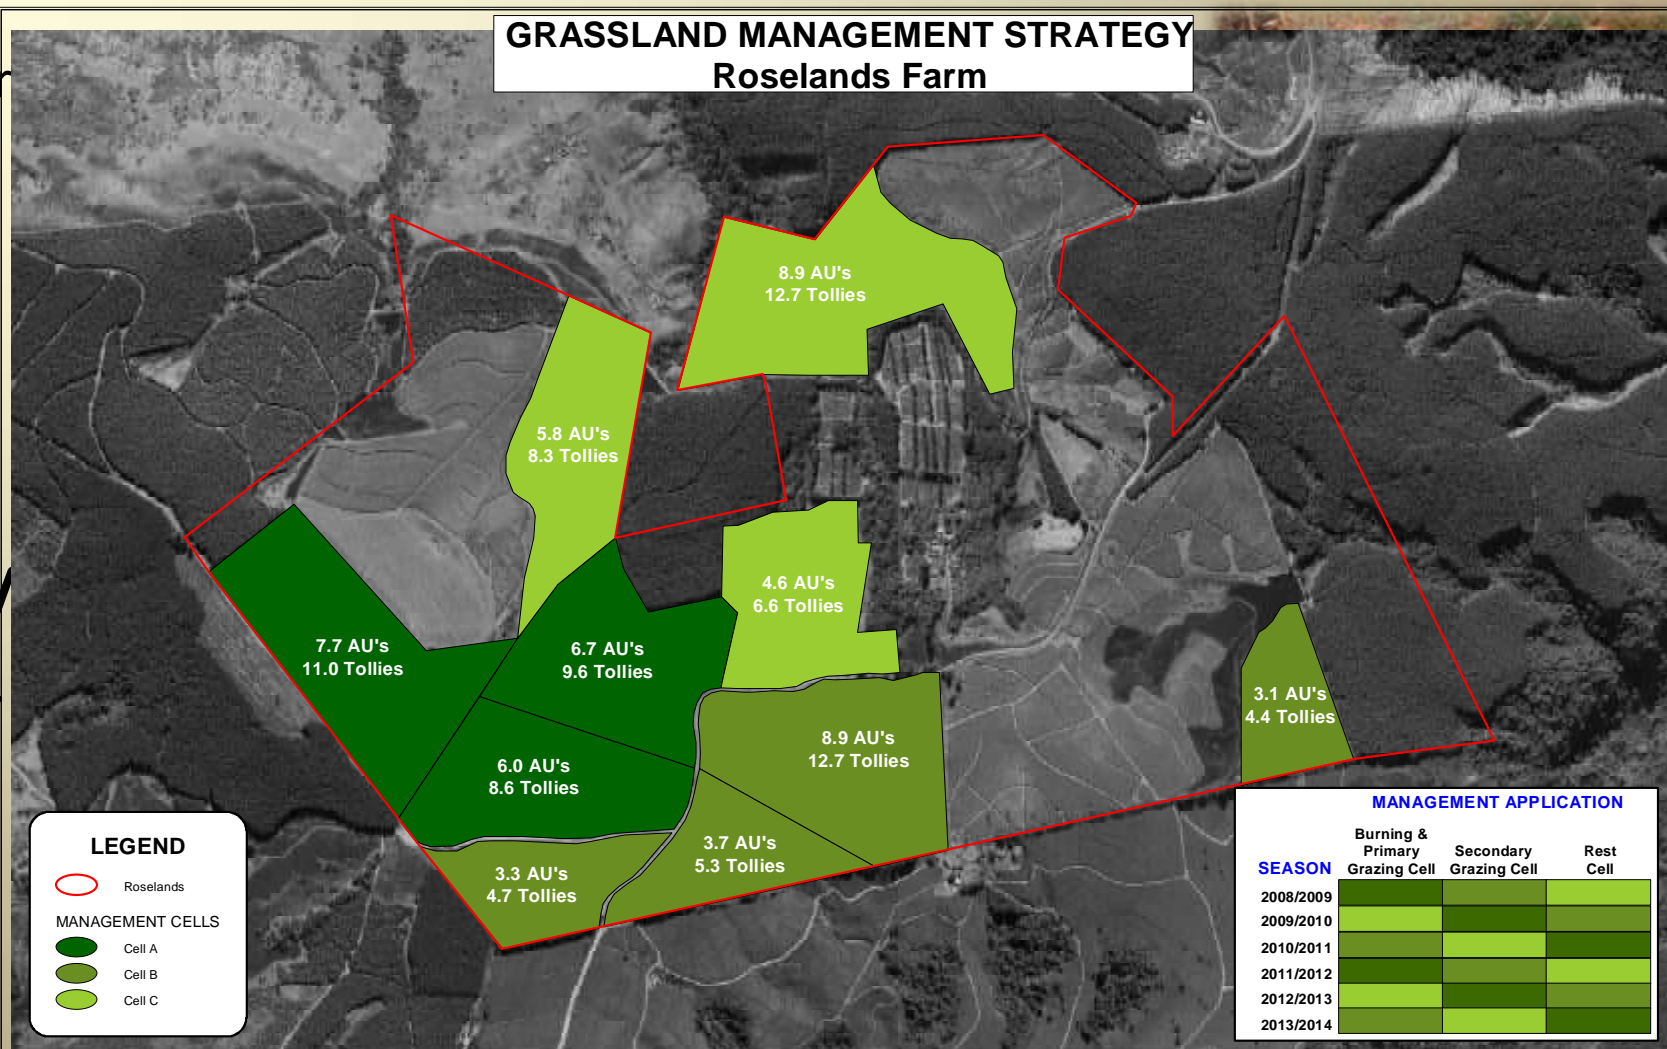 GRASSLAND MANAGEMENT STRATEGY
Roselands Farm
8.9 AU's
12.7 Tollies
5.8 AU's
8.3 Tollies
4.6 AU's
6.6 Tollies
7.7 AU's
11.0 Tollies
6.7 AU's
9.6 Tollies
3.1 AU's
4.4 Tollies
6.0 AU's
8.6 Tollies
8.9 AU's
12.7 Tollies
3.7 AU's
5.3 Tollies
3.3 AU's
4.7 Tollies
LEGEND
Roselands
MANAGEMENT CELLS
Cell A
Cell B
Cell C
MANAGEMENT APPLICATION
SEASON
Burning &
Primary
Grazing Cell
Secondary
Grazing Cell
Rest
Cell
2008/2009
2009/2010
2010/2011
2011/2012
2012/2013
2013/2014